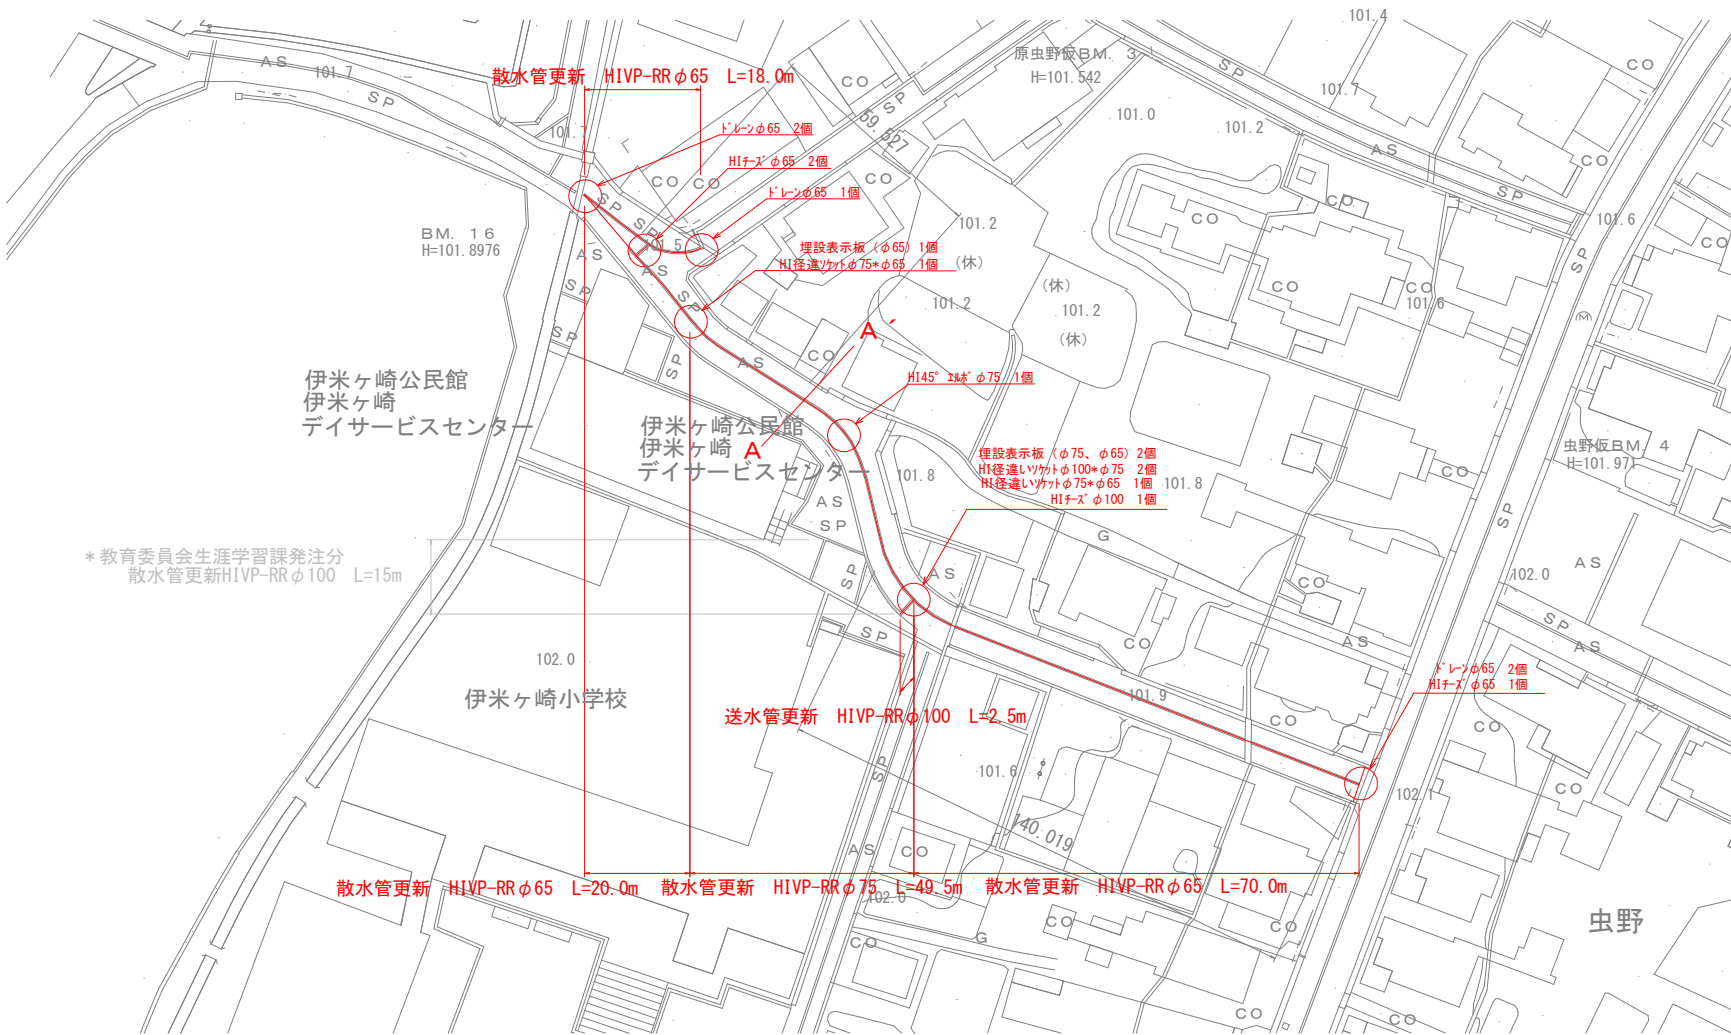 101.4
原虫野仮BM. 3
H=101.542
AS
101.7
SP
散水管更新 HIVP-RRφ65 L=18.0m
CO
SP
CO
SP
101.7
101.0
101.2
59.527
AS
101.7
ﾄﾞﾚｰﾝφ65 2個
HIﾁｰｽﾞφ65 2個
CO
CO
CO
CO
ﾄﾞﾚｰﾝφ65 1個
SP
SP
CO
CO
SP
101.6
BM. 16
H=101.8976
101.2
101.5
CO
埋設表示板（φ65）1個
HI径違ｿｹｯﾄφ75*φ65 1個
(休)
AS
AS
SP
SP
SP
101.2
(休)
101.2
(休)
CO
CO
101.6
M
SP
A´
SP
AS
CO
HI45° ｴﾙﾎﾞφ75 1個
伊米ヶ崎公民館
伊米ヶ崎
デイサービスセンター
伊米ヶ崎公民館
伊米ヶ崎
デイサービスセンター
A
埋設表示板（φ75、φ65）2個
HI径違いｿｹｯﾄφ100*φ75 2個
HI径違いｿｹｯﾄφ75*φ65 1個
HIﾁｰｽﾞφ100 1個
101.8
101.8
虫野仮BM. 4
H=101.971
CO
AS
SP
SP
G
＊教育委員会生涯学習課発注分
散水管更新HIVP-RRφ100 L=15m
SP
AS
CO
102.0
AS
SP
AS
SP
CO
AS
102.0
伊米ヶ崎小学校
101.9
ﾄﾞﾚｰﾝφ65 2個
HIﾁｰｽﾞφ65 1個
送水管更新 HIVP-RRφ100 L=2.5m
CO
CO
SP
101.6
102.1
CO
140.019
AS
CO
散水管更新 HIVP-RRφ65 L=20.0m
散水管更新 HIVP-RRφ75 L=49.5m
散水管更新 HIVP-RRφ65 L=70.0m
102.0
CO
CO
虫野
CO
G
CO
CO